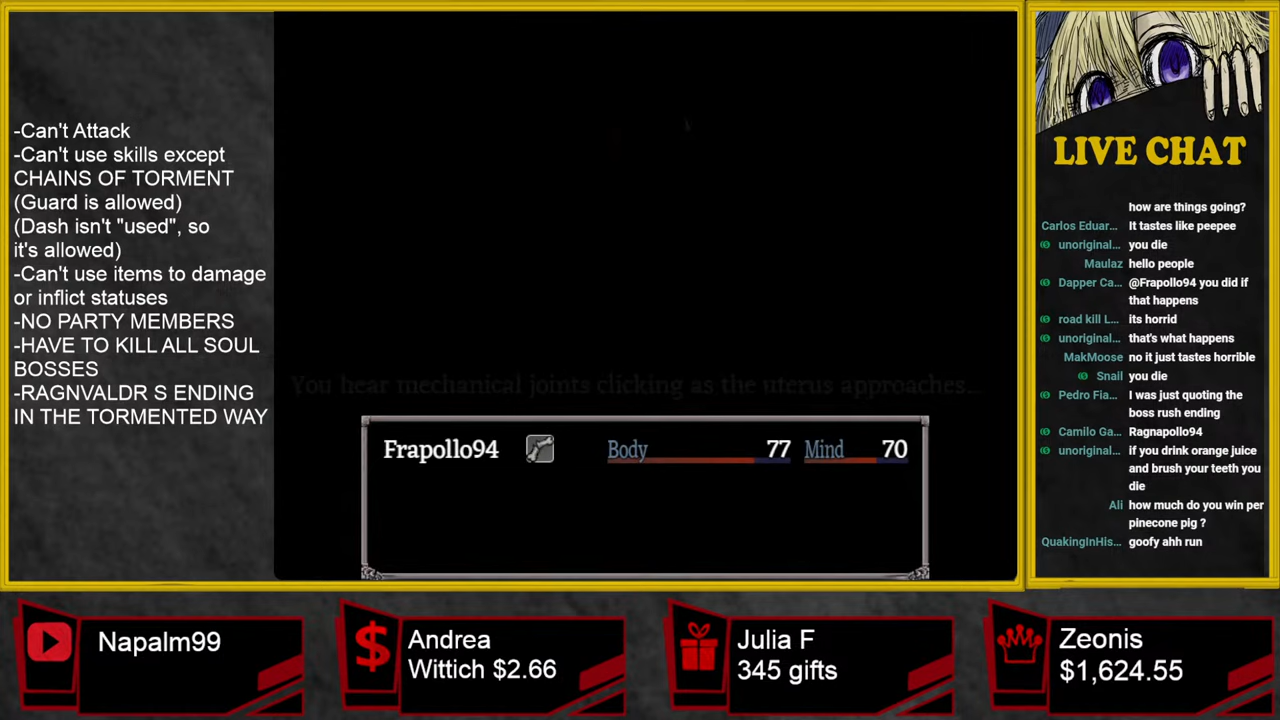 -Can't Attack
-Can't use skills except
CHAINS OF TORMENT
(Guard is allowed)
(Dash isn't "used", so
it's allowed)
-Can't use items to damage
or inflict statuses
-NO PARTY MEMBERS
-HAVE TO KILL ALL SOUL
BOSSES
-RAGNVALDR S ENDING
IN THE TORMENTED WAY
You hear mechanical joints clicking as the uterus approaches...
Frapollo94 Body 77 Mind 70
LIVE CHAT
how are things going?
Carlos Eduar... It tastes like peepee
unoriginal... you die
Maulaz hello people
Dapper Ca... @Frapollo94 you did if
that happens
road kill L... its horrid
unoriginal... that's what happens
MakMoose no it just tastes horrible
Snail you die
Pedro Fia... I was just quoting the
boss rush ending
Camilo Ga... Ragnapollo94
unoriginal... if you drink orange juice
and brush your teeth you
die
Ali how much do you win per
pinecone pig ?
QuakingInHis... goofy ahh run
Napalm99
Andrea
Wittich $2.66
Julia F
345 gifts
Zeonis
$1,624.55